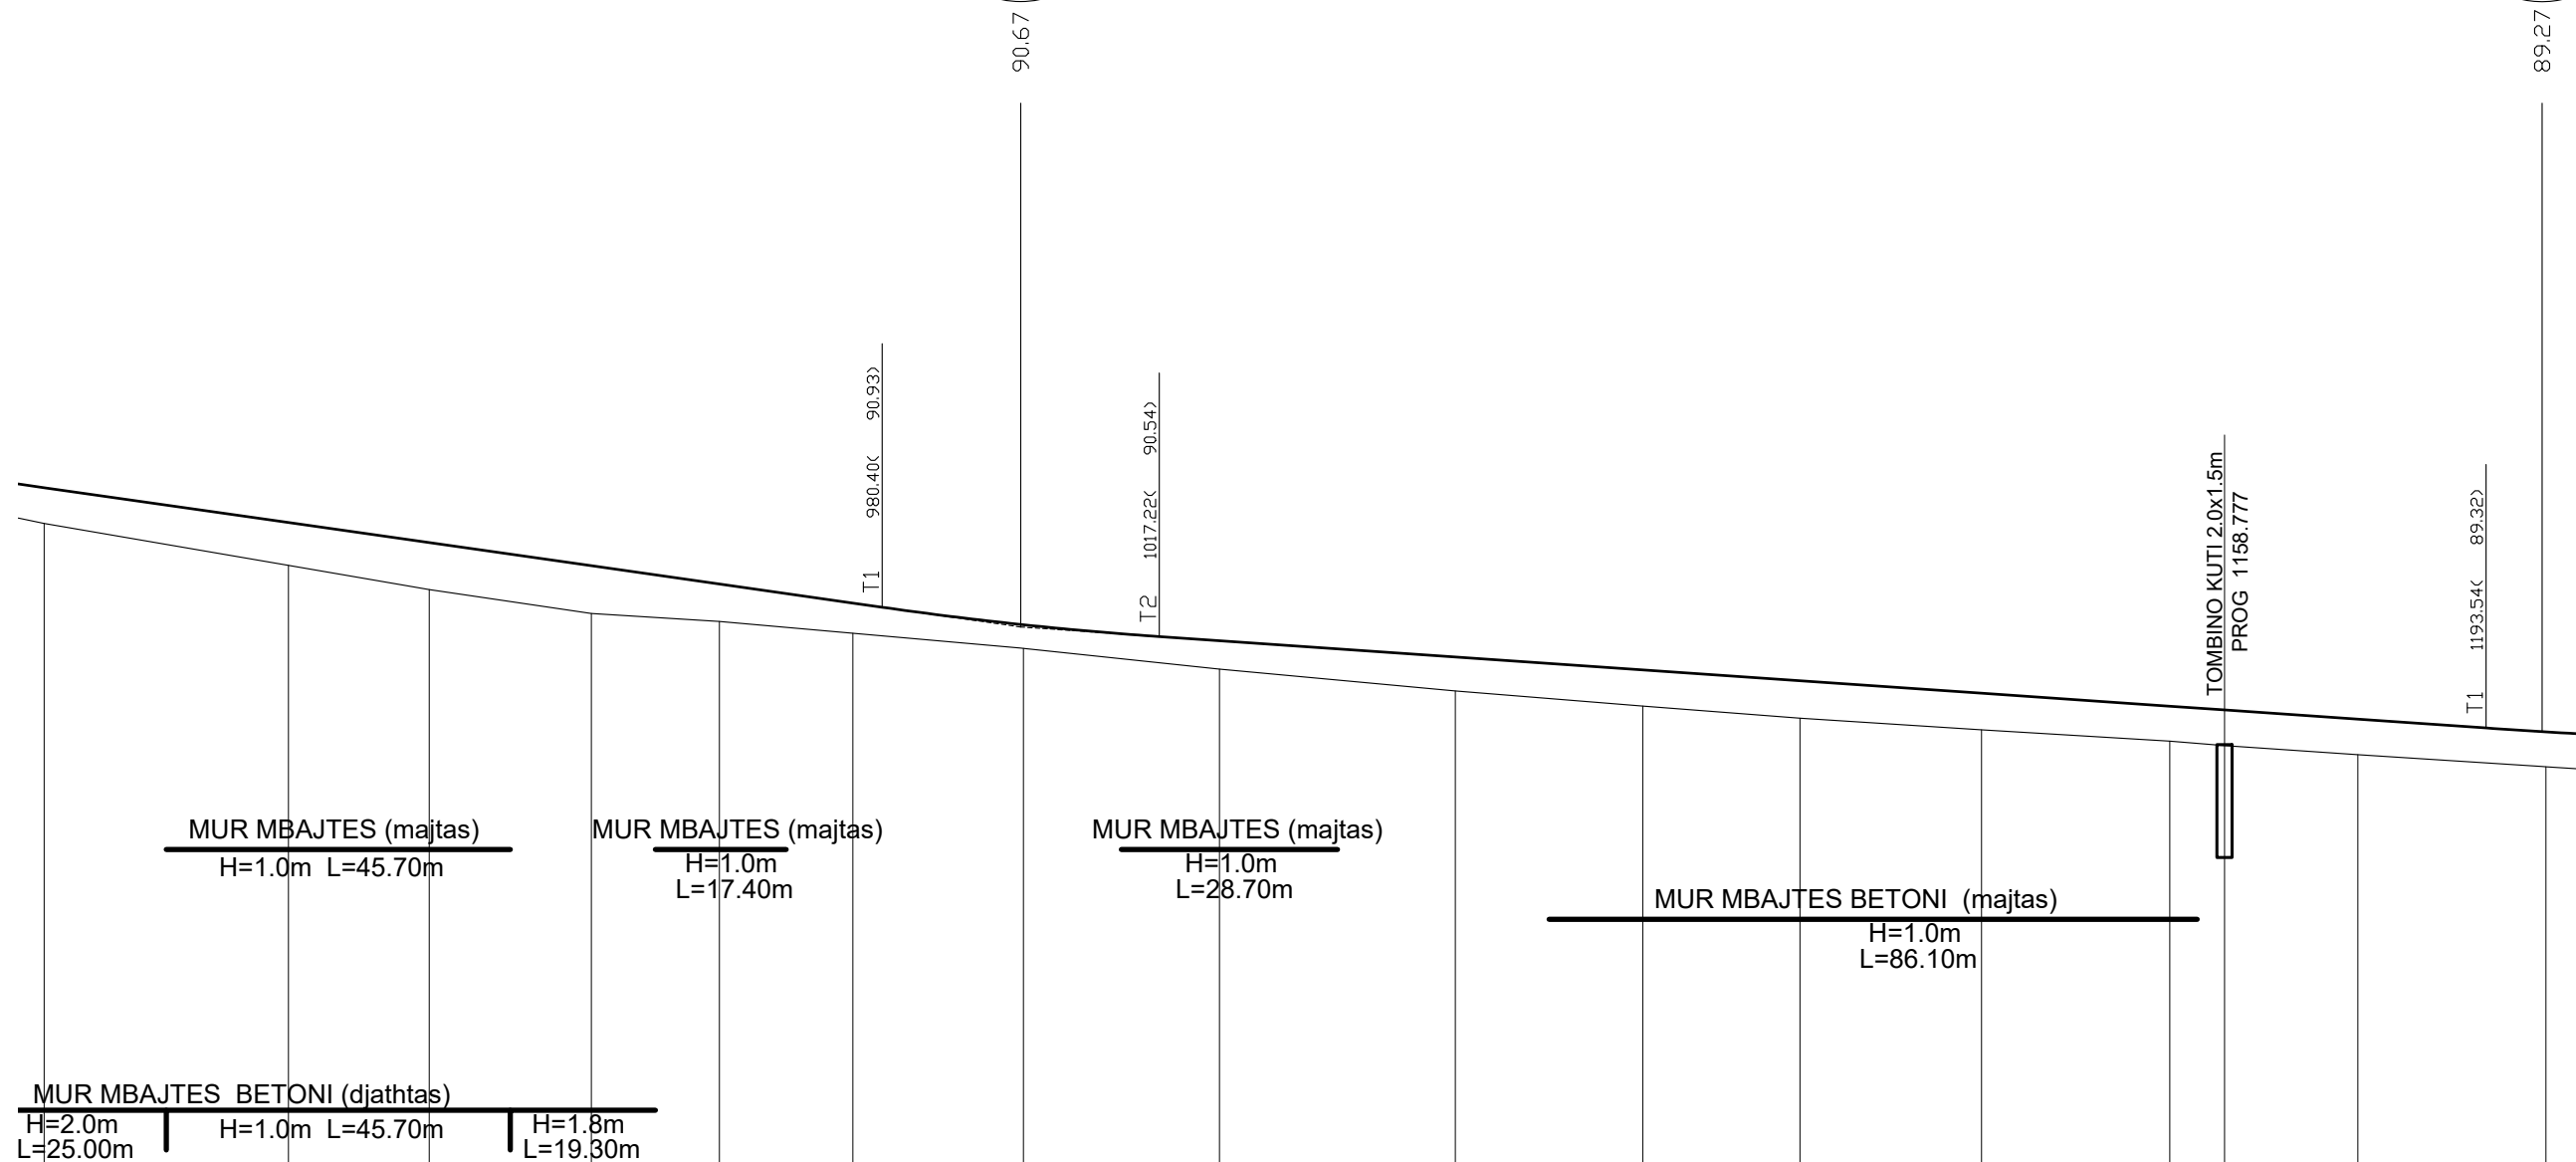 90.67
89.27
T1 980.40( 90.93)
T2 1017.22( 90.54)
TOMBINO KUTI 2.0x1.5m
PROG 1158.777
T1 1193.54( 89.32)
MUR MBAJTES (majtas)
H=1.0m L=45.70m
MUR MBAJTES (majtas)
H=1.0m
L=17.40m
MUR MBAJTES (majtas)
H=1.0m
L=28.70m
MUR MBAJTES BETONI (majtas)
H=1.0m
L=86.10m
MUR MBAJTES BETONI (djathtas)
H=2.0m
L=25.00m
H=1.0m L=45.70m
H=1.8m
L=19.30m